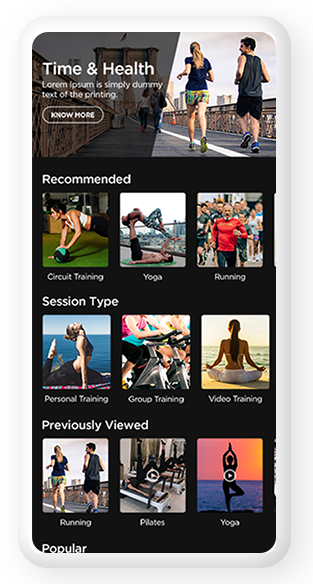 Time & Health
Lorem Ipsum is simply dummy
text of the printing.
KNOW MORE
Recommended
Circuit Training
Yoga
Running
Session Type
Personal Training
Group Training
Video Training
Previously Viewed
Running
Pilates
Yoga
Popular